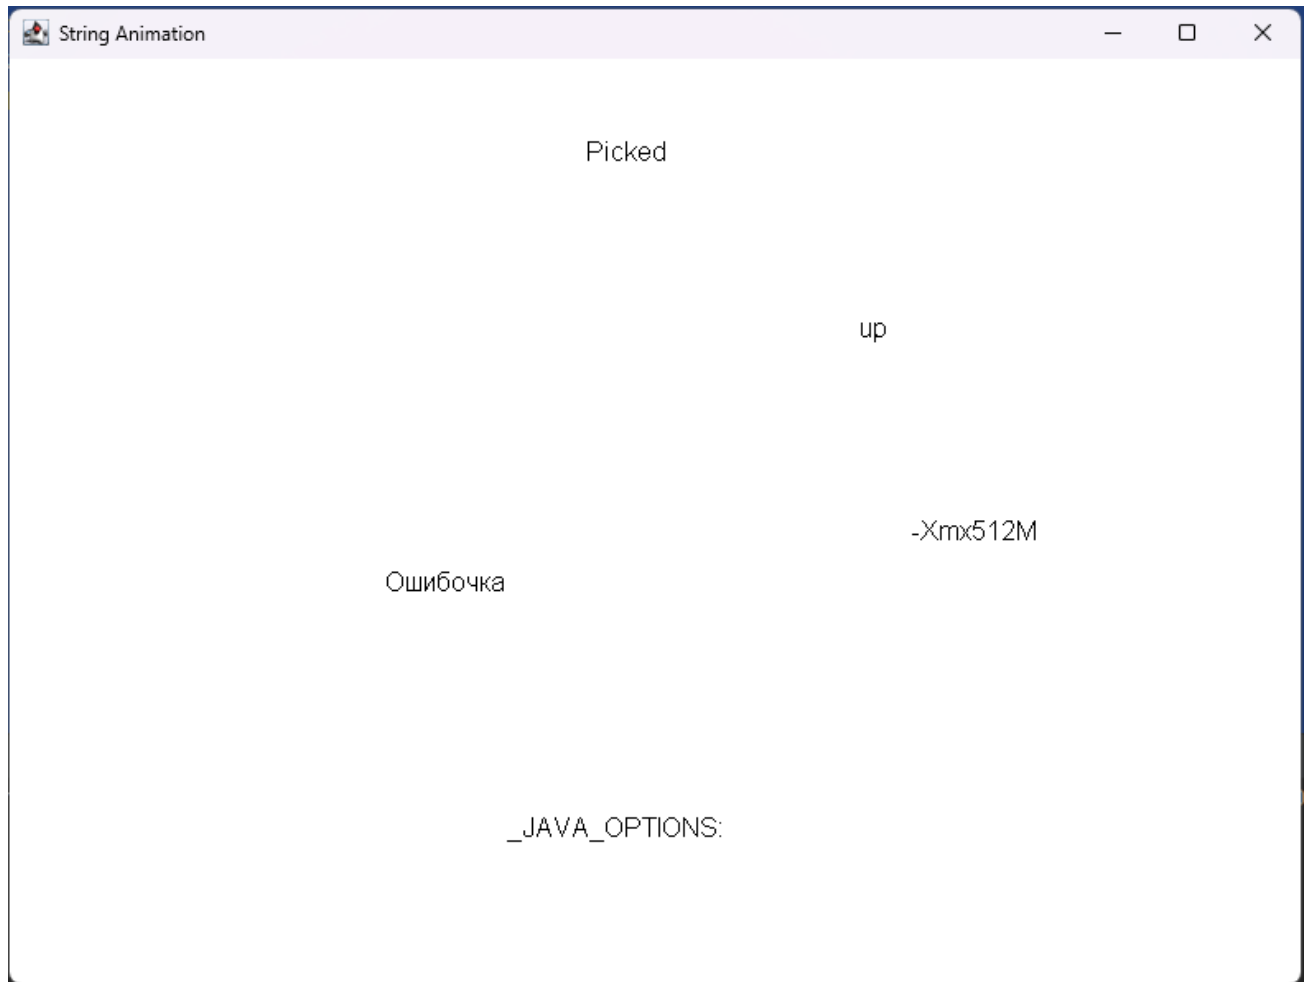 String Animation
Picked
up
-Xmx512M
Ошибочка
_JAVA_OPTIONS: